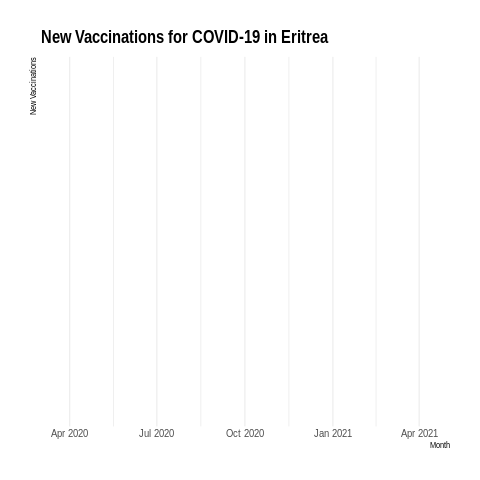 New Vaccinations for COVID-19 in Eritrea
New Vaccinations
Apr 2020 Jul 2020 Oct 2020 Jan 2021 Apr 2021
Month